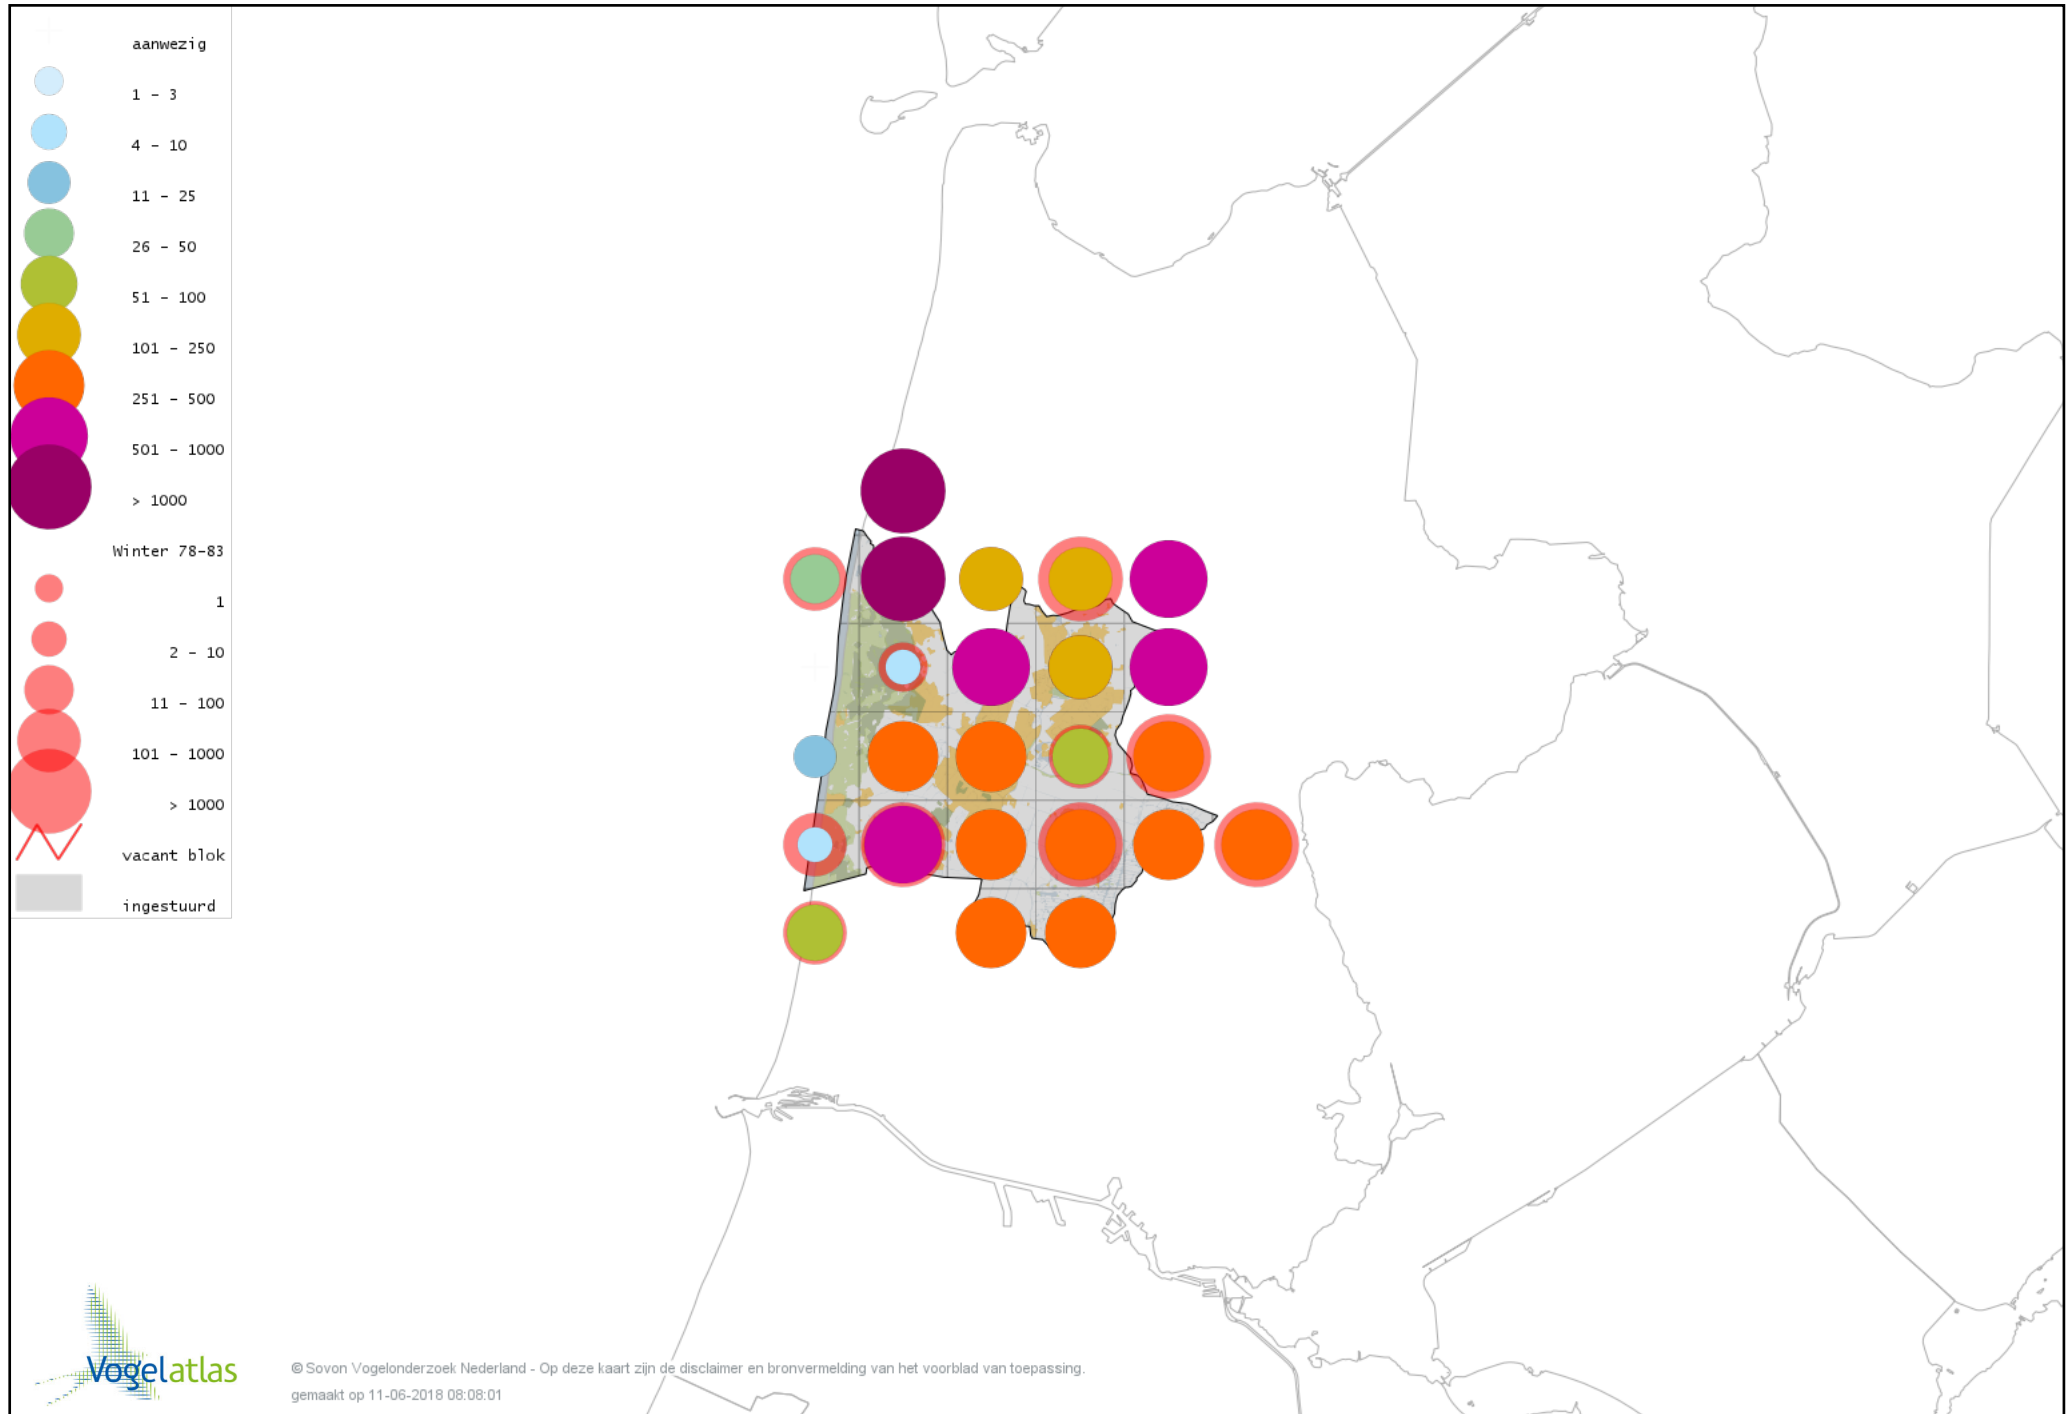 aanwezig
1 - 3
4 - 10
11 - 25
26 - 50
51 - 100
101 - 250
251 - 500
501 - 1000
> 1000
Winter 78-83
1
2 - 10
11 - 100
101 - 1000
> 1000
vacant blok
ingestuurd
Vogelatlas
© Sovon Vogelonderzoek Nederland - Op deze kaart zijn de disclaimer en bronvermelding van het voorblad van toepassing.
gemaakt op 11-06-2018 08:08:01